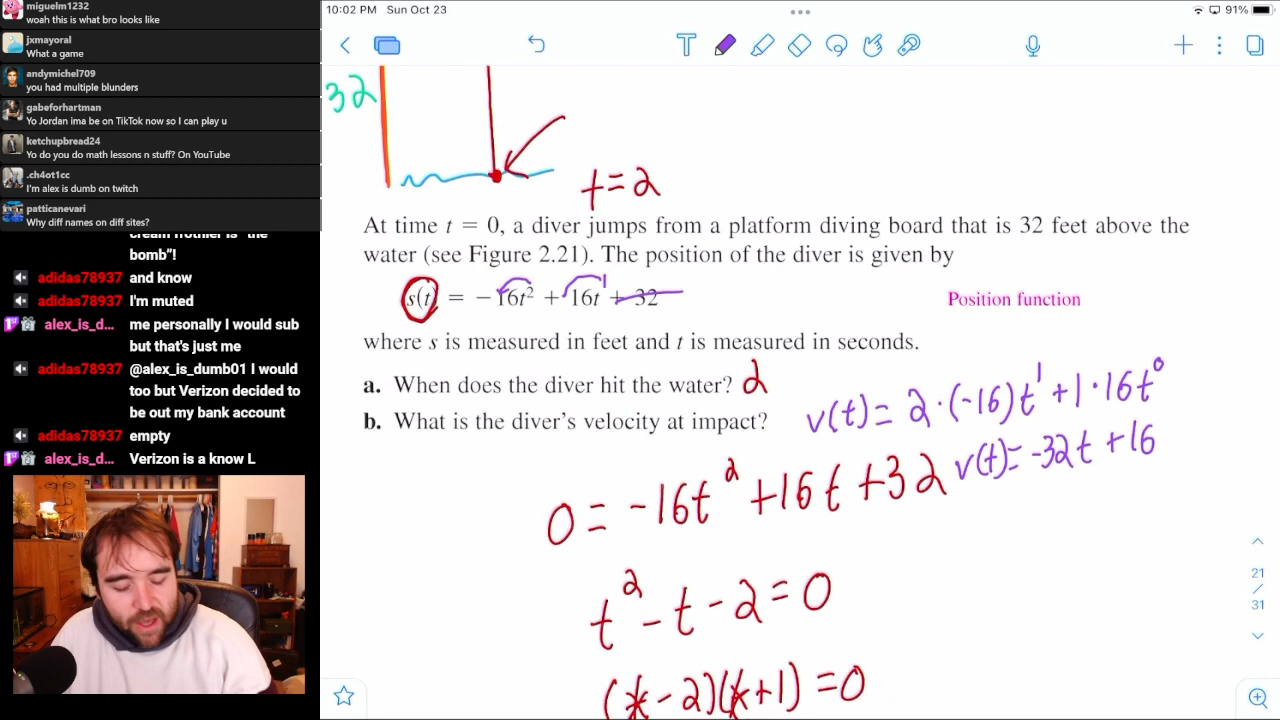 miguelm1232
woah this is what bro looks like
jxmayoral
What a game
andymichel709
you had multiple blunders
gabeforhartman
Yo Jordan ima be on TikTok now so I can play u
ketchupbread24
Yo do you do math lessons n stuff? On YouTube
.ch4ot1cc
I'm alex is dumb on twitch
patticanevari
Why diff names on diff sites?
cream frother is "the
bomb"!
adidas78937 and know
adidas78937 I'm muted
alex_is_d... me personally I would sub
but that's just me
adidas78937 @alex_is_dumb01 I would
too but Verizon decided to
be out my bank account
adidas78937 empty
alex_is_d... Verizon is a know L
10:02 PM Sun Oct 23
91%
32
t=2
At time t = 0, a diver jumps from a platform diving board that is 32 feet above the
water (see Figure 2.21). The position of the diver is given by
s(t) = −16t² + 16t¹ + 32 Position function
where s is measured in feet and t is measured in seconds.
a. When does the diver hit the water? 2
b. What is the diver's velocity at impact?
v(t) = 2·(-16)t¹ + 1·16t⁰
v(t) = -32t + 16
0 = -16t² + 16t + 32
t² - t - 2 = 0
(t - 2)(t + 1) = 0
21
/
31